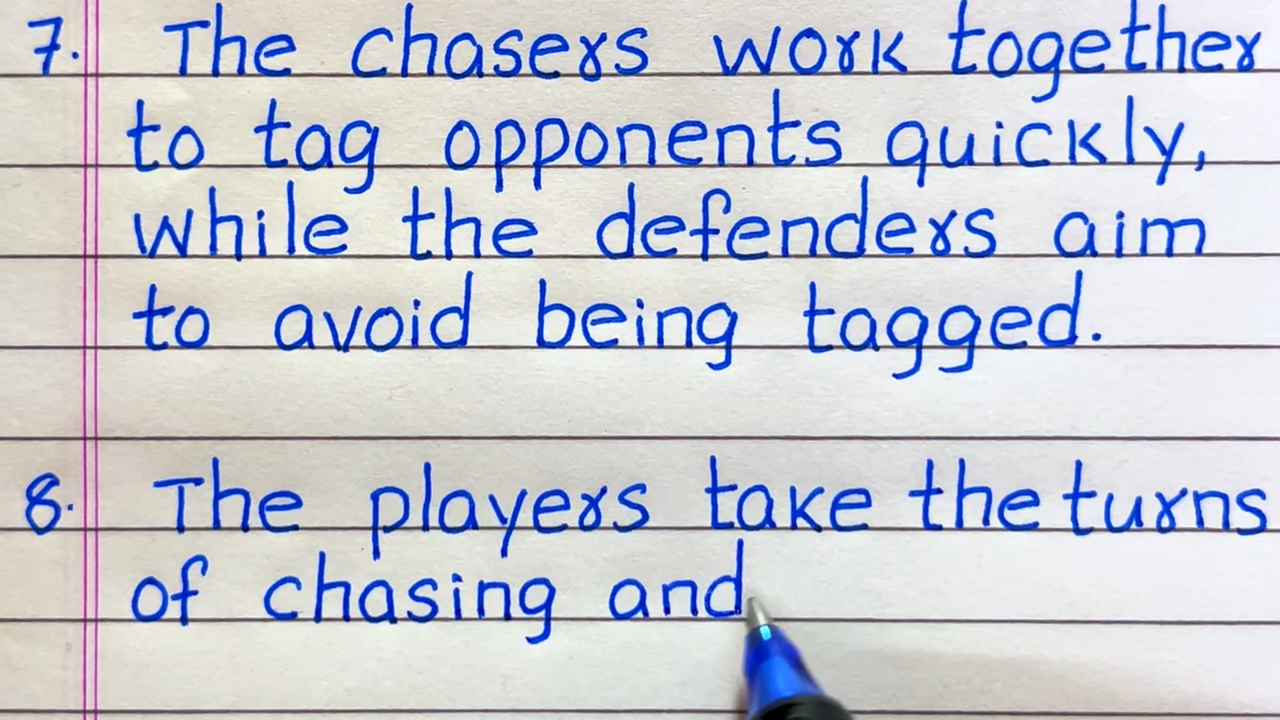 7. The chasers work together
to tag opponents quickly,
while the defenders aim
to avoid being tagged.
8. The players take the turns
of chasing and